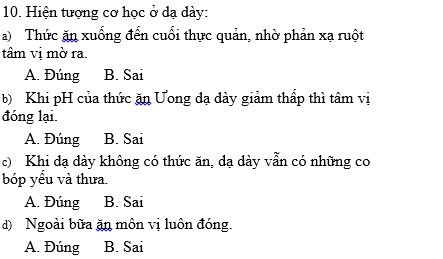 10. Hiện tượng cơ học ở dạ dày:
a) Thức ăn xuống đến cuối thực quản, nhờ phản xạ ruột
tâm vị mở ra.
A. Đúng B. Sai
b) Khi pH của thức ăn Ương dạ dày giảm thấp thì tâm vị
đóng lại.
A. Đúng B. Sai
c) Khi dạ dày không có thức ăn, dạ dày vẫn có những co
bóp yếu và thưa.
A. Đúng B. Sai
d) Ngoài bữa ăn môn vị luôn đóng.
A. Đúng B. Sai